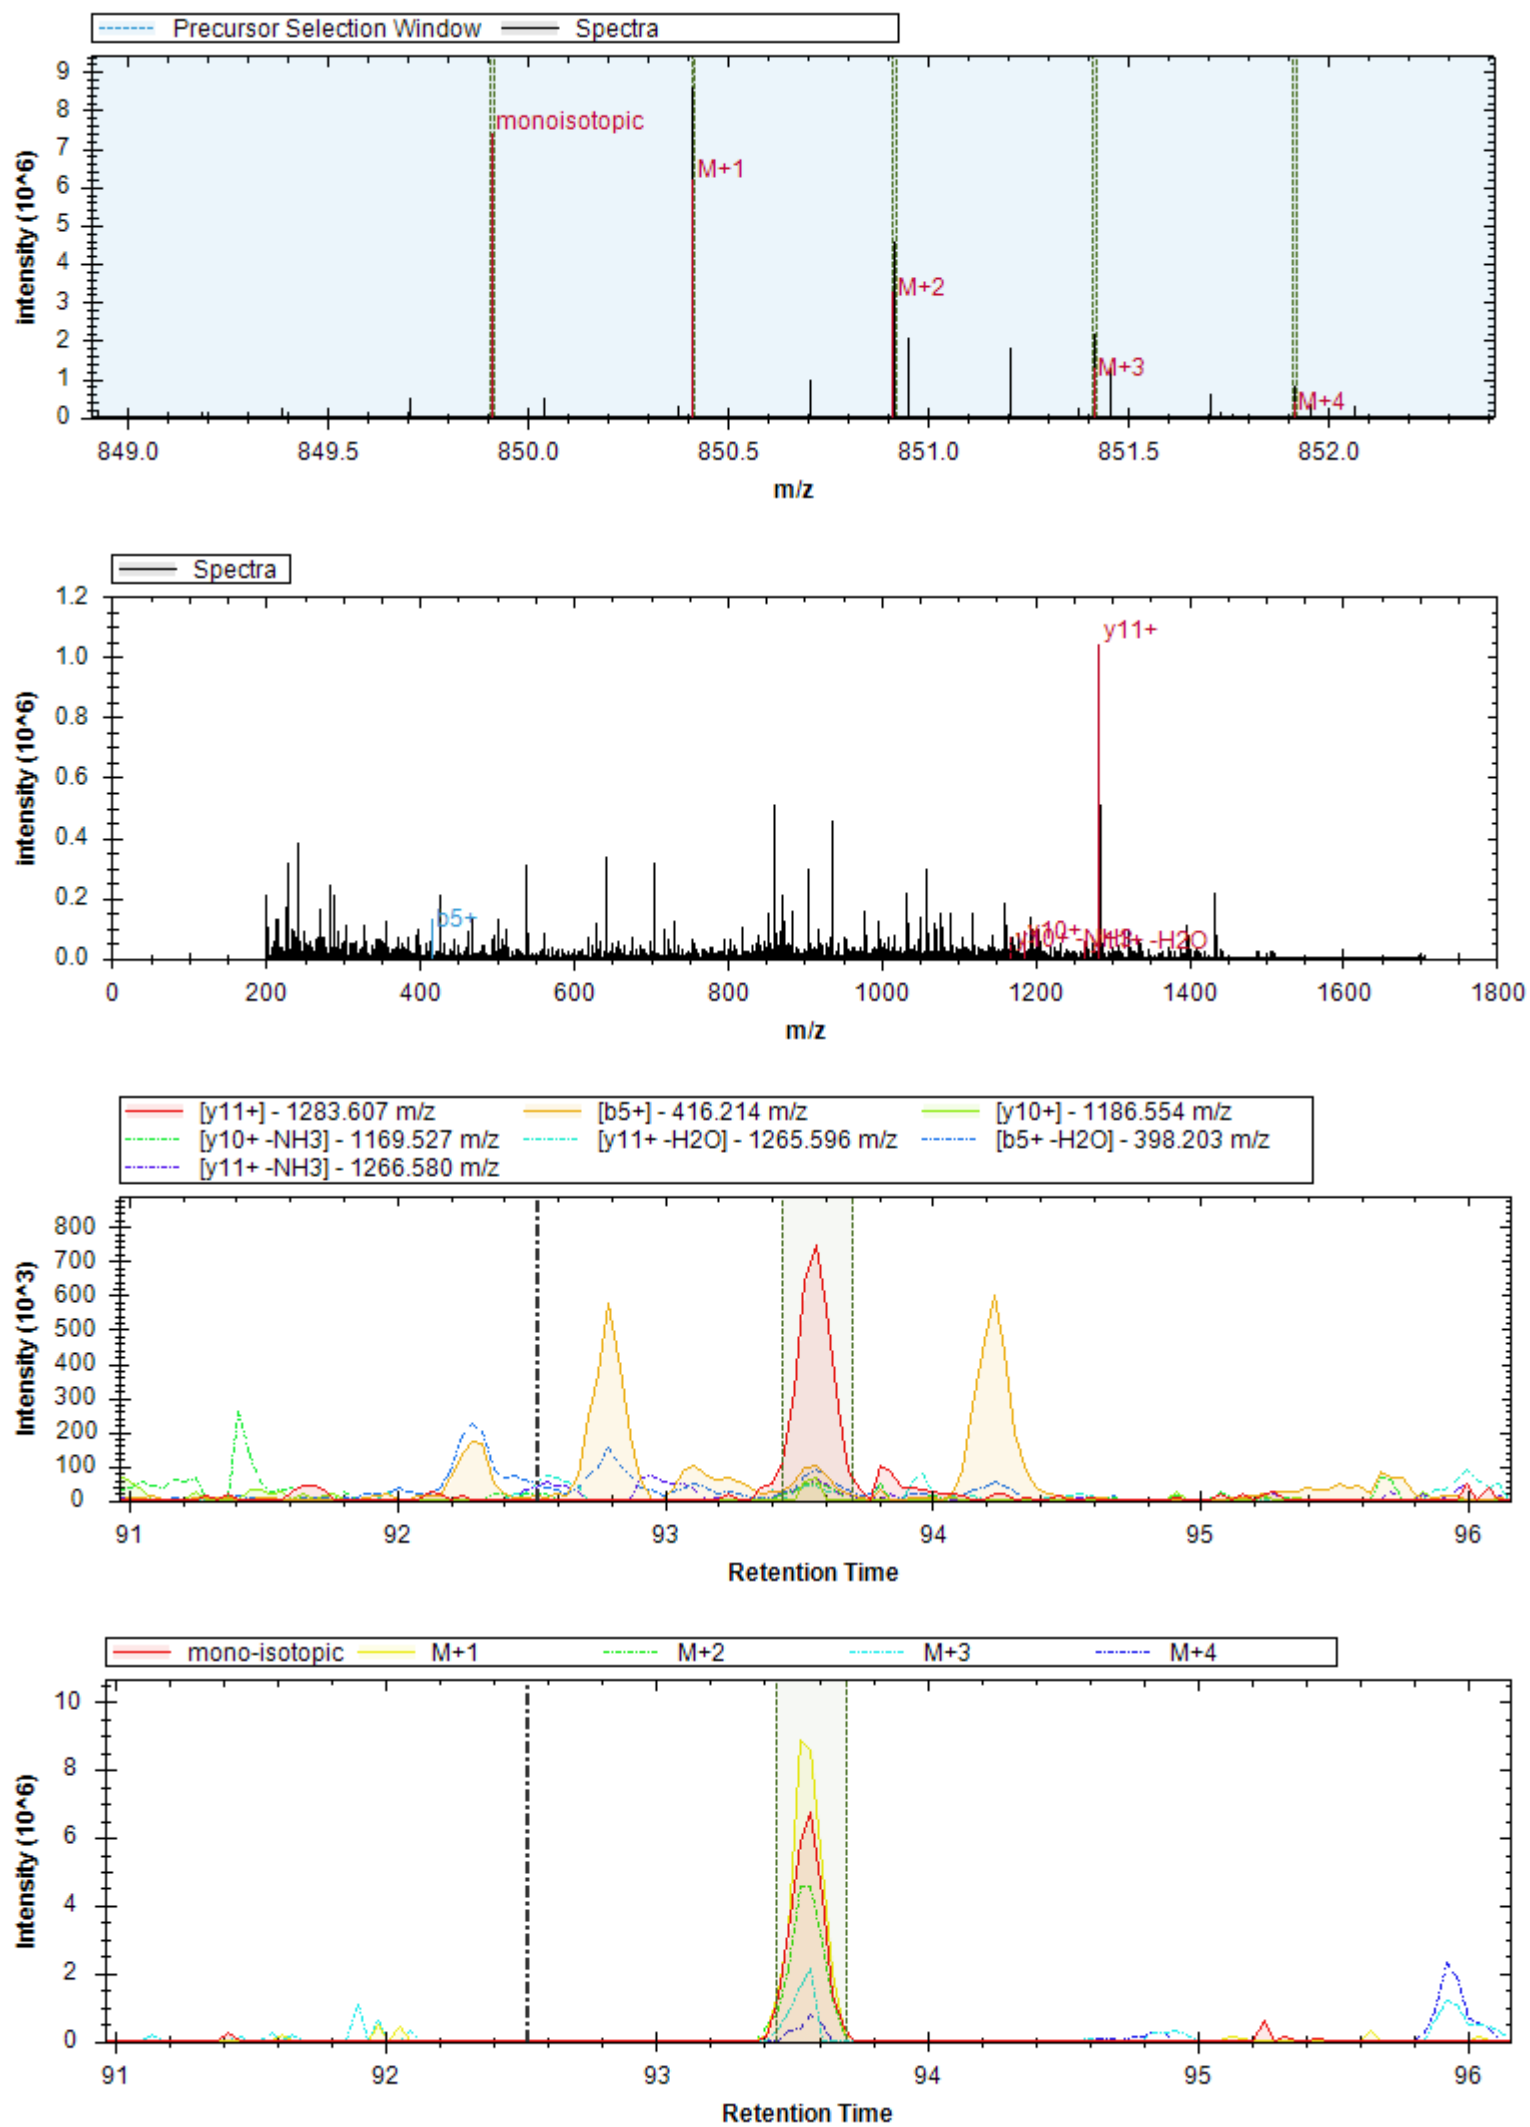 Precursor Selection Window Spectra
intensity (10^6)
9
8
7
6
5
4
3
2
1
0
monoisotopic
M+1
M+2
M+3
M+4
849.0 849.5 850.0 850.5 851.0 851.5 852.0
m/z
Spectra
intensity (10^6)
1.2
1.0
0.8
0.6
0.4
0.2
0.0
y11+
b5+
y10+
0 200 400 600 800 1000 1200 1400 1600 1800
m/z
[y11+] - 1283.607 m/z [b5+] - 416.214 m/z [y10+] - 1186.554 m/z
[y10+ -NH3] - 1169.527 m/z [y11+ -H2O] - 1265.596 m/z [b5+ -H2O] - 398.203 m/z
[y11+ -NH3] - 1266.580 m/z
Intensity (10^3)
800
700
600
500
400
300
200
100
0
91 92 93 94 95 96
Retention Time
mono-isotopic M+1 M+2 M+3 M+4
Intensity (10^6)
10
8
6
4
2
0
91 92 93 94 95 96
Retention Time